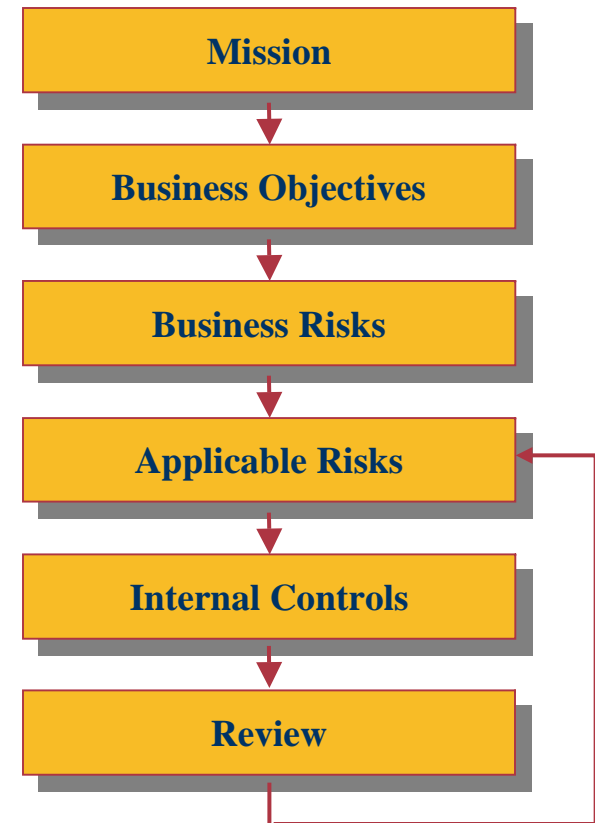 Mission
Business Objectives
Business Risks
Applicable Risks
Internal Controls
Review